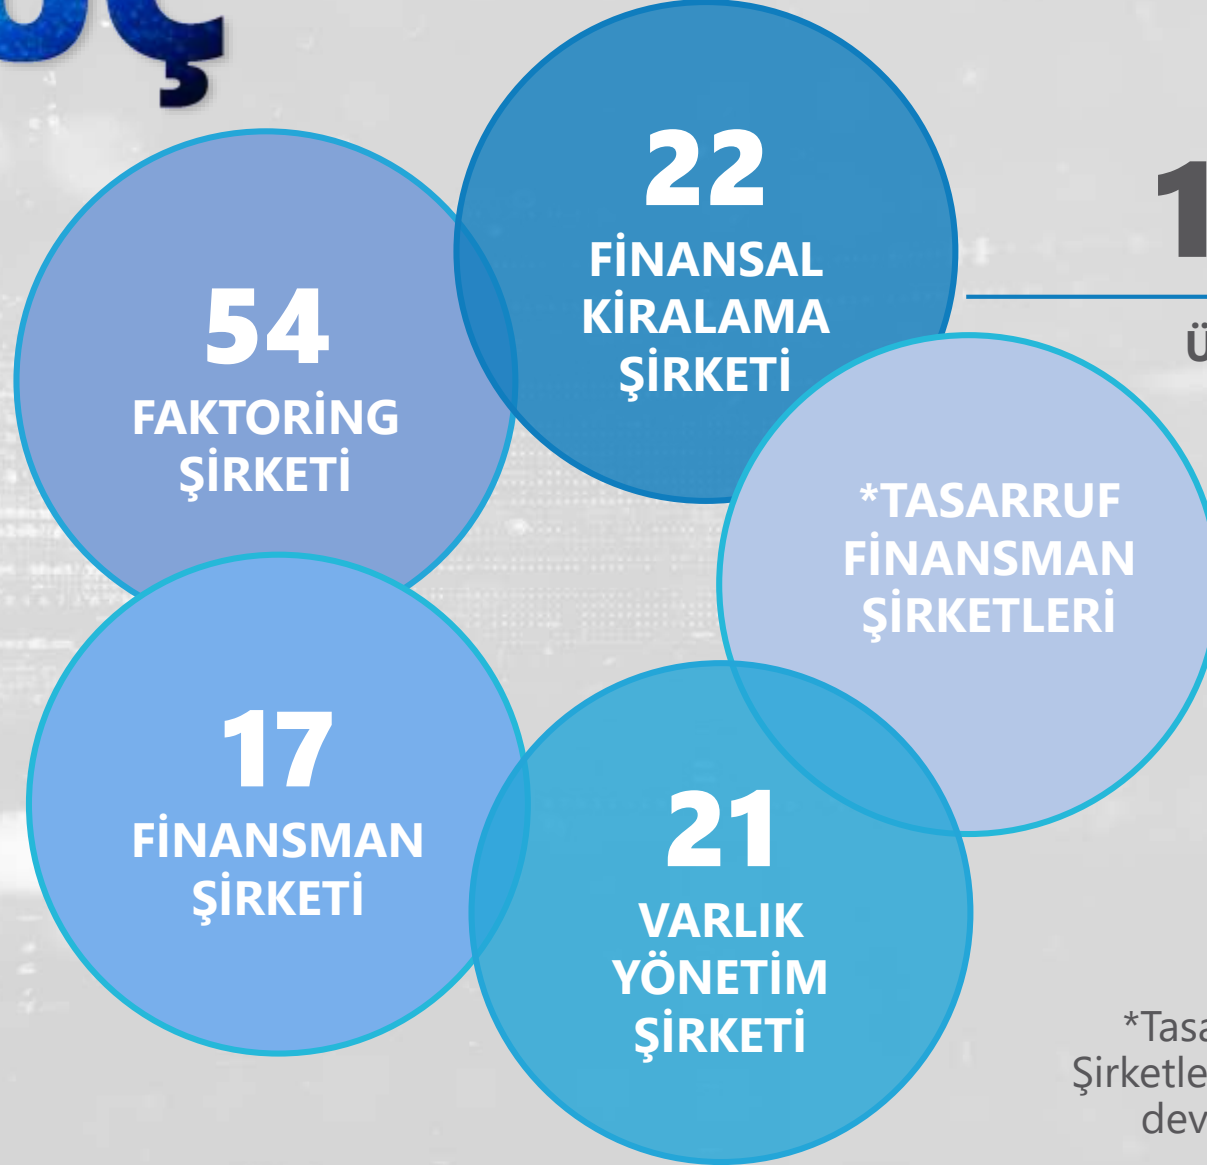 22
FİNANSAL
KİRALAMA
ŞİRKETİ
54
FAKTORİNG
ŞİRKETİ
*TASARRUF
FİNANSMAN
ŞİRKETLERİ
17
FİNANSMAN
ŞİRKETİ
21
VARLIK
YÖNETİM
ŞİRKETİ